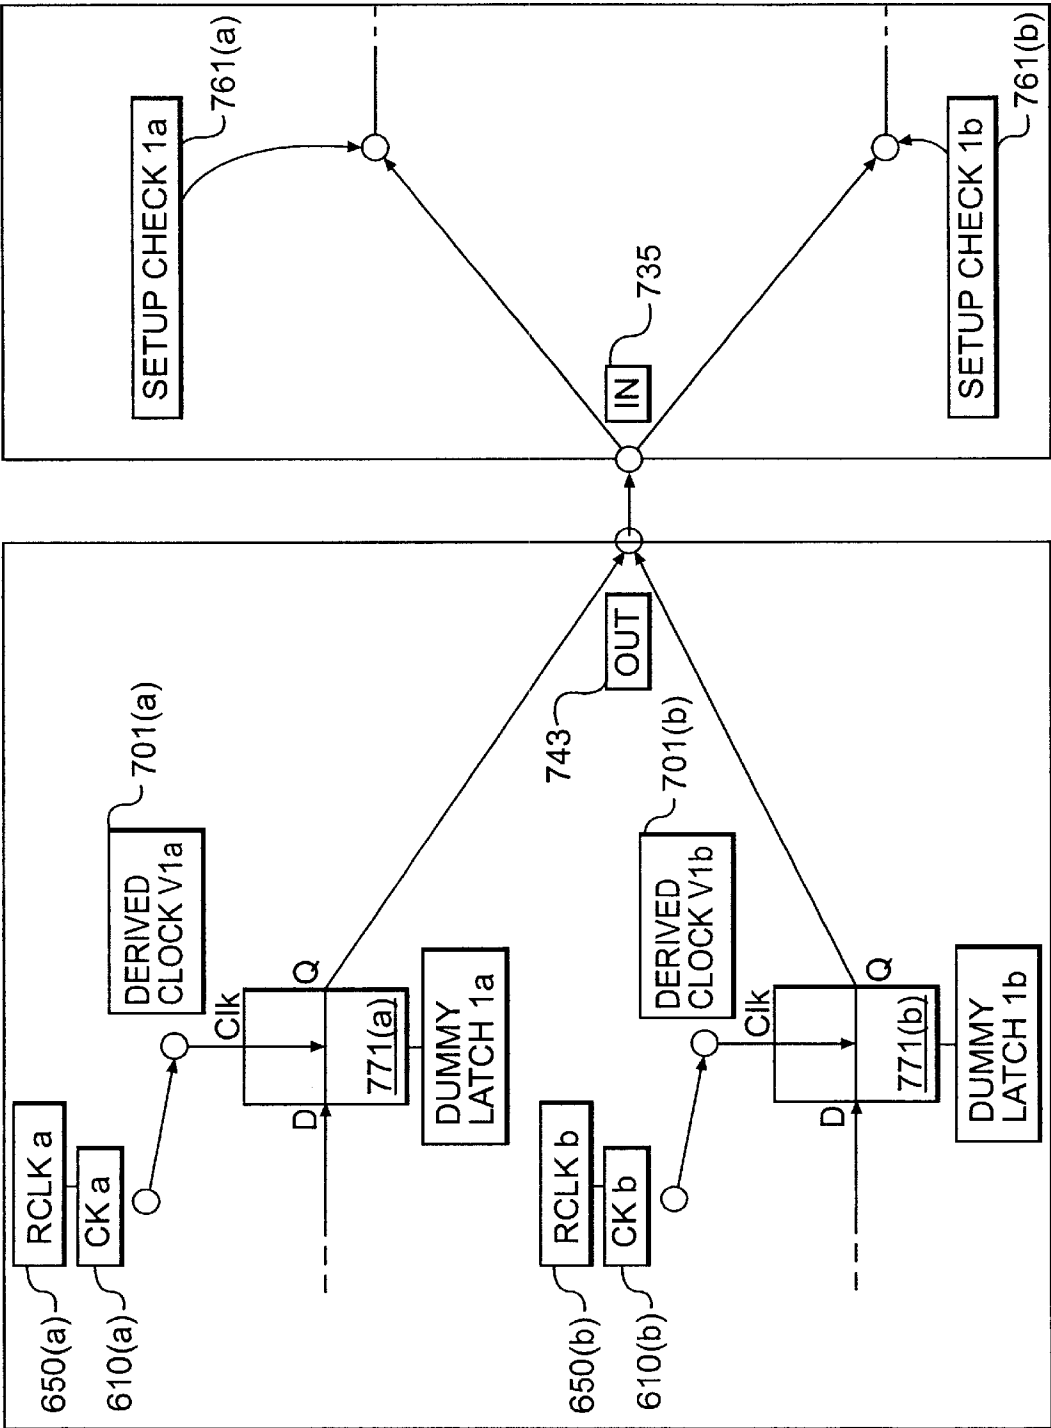 650(a)
RCLK a
610(a)
CK a
DERIVED
CLOCK V1a
701(a)
Clk
D
Q
771(a)
DUMMY
LATCH 1a
650(b)
RCLK b
610(b)
CK b
DERIVED
CLOCK V1b
701(b)
Clk
D
Q
771(b)
DUMMY
LATCH 1b
743
OUT
IN
735
SETUP CHECK 1a
761(a)
SETUP CHECK 1b
761(b)